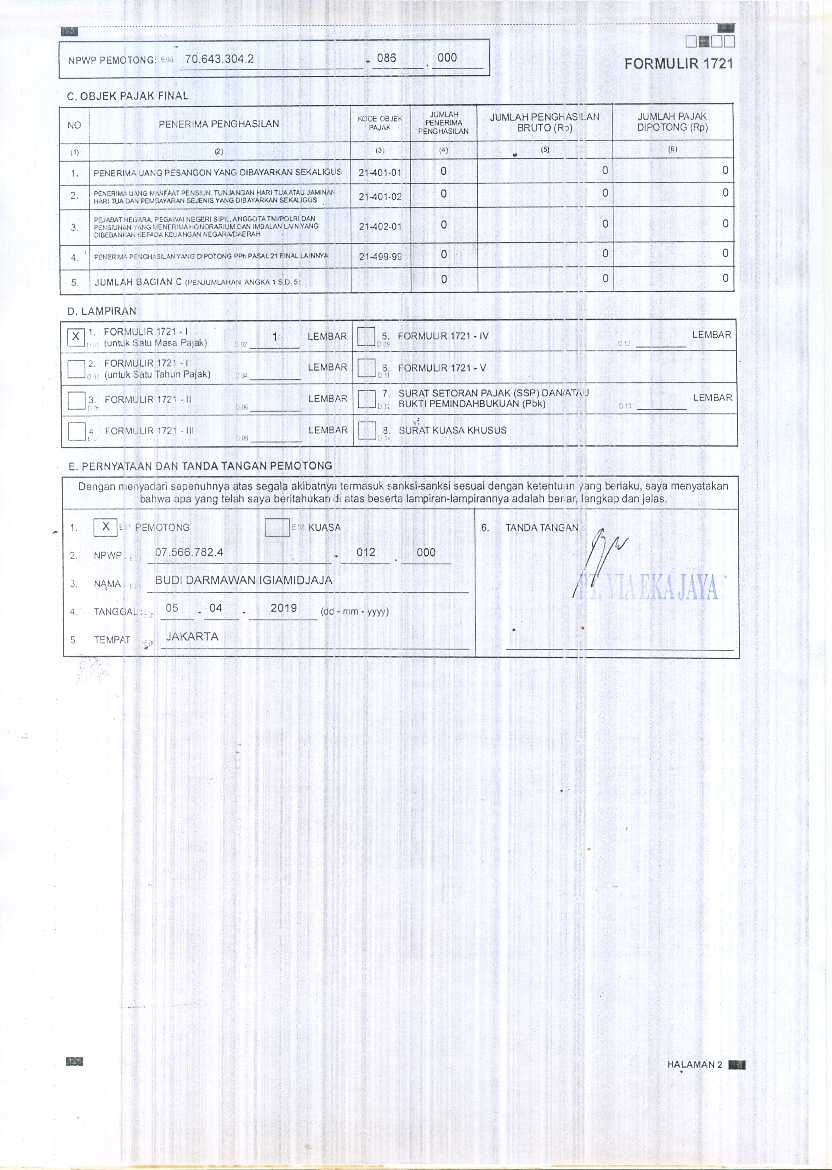 NPWP PEMOTONG: 70.643.304.2 - 086 . 000
FORMULIR 1721
C. OBJEK PAJAK FINAL
NO PENERIMA PENGHASILAN KODE OBJEK PAJAK JUMLAH PENERIMA PENGHASILAN JUMLAH PENGHASILAN BRUTO (Rp) JUMLAH PAJAK DIPOTONG (Rp)
(1) (2) (3) (4) (5) (6)
1. PENERIMA UANG PESANGON YANG DIBAYARKAN SEKALIGUS 21-401-01 0 0 0
2. PENERIMA UANG MANFAAT PENSIUN, TUNJANGAN HARI TUA ATAU JAMINAN
HARI TUA DAN PEMBAYARAN SEJENIS YANG DIBAYARKAN SEKALIGUS 21-401-02 0 0 0
3. PEJABAT NEGARA, PEGAWAI NEGERI SIPIL, ANGGOTA TNI/POLRI DAN
PENSIUNAN YANG MENERIMA HONORARIUM DAN IMBALAN LAIN YANG
DIBEBANKAN KEPADA KEUANGAN NEGARA/DAERAH 21-402-01 0 0 0
4. PENERIMA PENGHASILAN YANG DIPOTONG PPh PASAL 21 FINAL LAINNYA 21-499-99 0 0 0
5. JUMLAH BAGIAN C (PENJUMLAHAN ANGKA 1 S.D. 5) 0 0 0
D. LAMPIRAN
X 1. FORMULIR 1721 - I
(untuk Satu Masa Pajak) 1 LEMBAR
5. FORMULIR 1721 - IV LEMBAR
2. FORMULIR 1721 - I
(untuk Satu Tahun Pajak) LEMBAR
6. FORMULIR 1721 - V
3. FORMULIR 1721 - II LEMBAR
7. SURAT SETORAN PAJAK (SSP) DAN/ATAU
BUKTI PEMINDAHBUKUAN (Pbk) LEMBAR
4. FORMULIR 1721 - III LEMBAR
8. SURAT KUASA KHUSUS
E. PERNYATAAN DAN TANDA TANGAN PEMOTONG
Dengan menyadari sepenuhnya atas segala akibatnya termasuk sanksi-sanksi sesuai dengan ketentuan yang berlaku, saya menyatakan
bahwa apa yang telah saya beritahukan di atas beserta lampiran-lampirannya adalah benar, lengkap dan jelas.
1. X PEMOTONG KUASA
2. NPWP 07.566.782.4 - 012 . 000
3. NAMA : BUDI DARMAWAN IGIAMIDJAJA
4. TANGGAL : 05 - 04 - 2019 (dd - mm - yyyy)
5. TEMPAT JAKARTA
6. TANDA TANGAN
PT. VIA EKA JAYA
HALAMAN 2